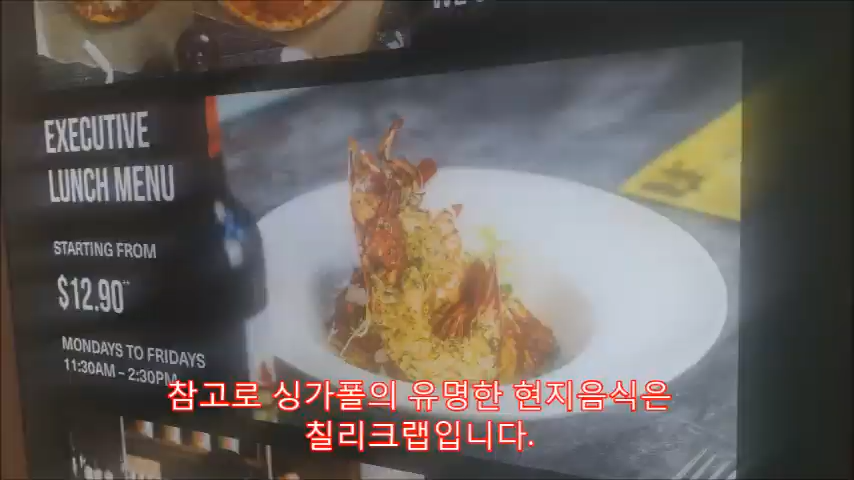 EXECUTIVE
LUNCH MENU
STARTING FROM
$12.90**
MONDAYS TO FRIDAYS
11:30AM – 2:30PM
참고로 싱가폴의 유명한 현지음식은
칠리크랩입니다.